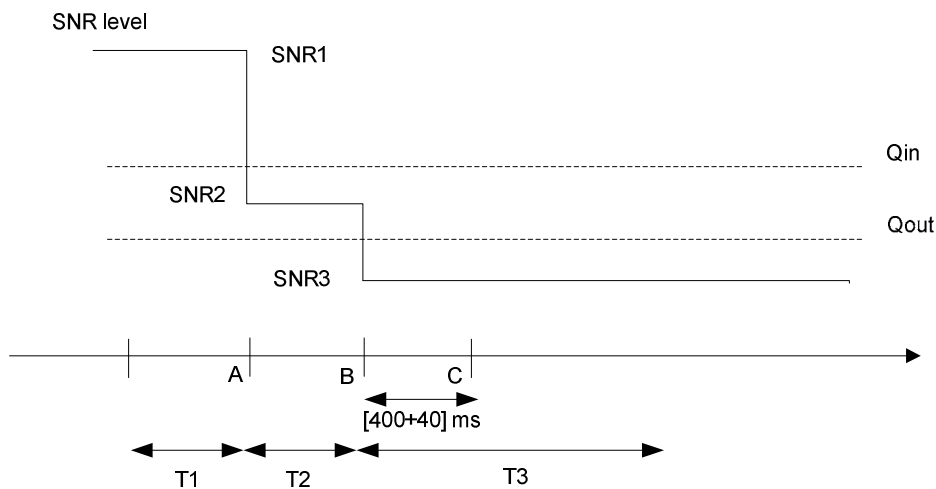 SNR level
SNR1
Qin
SNR2
Qout
SNR3
A B C
[400+40] ms
T1 T2 T3